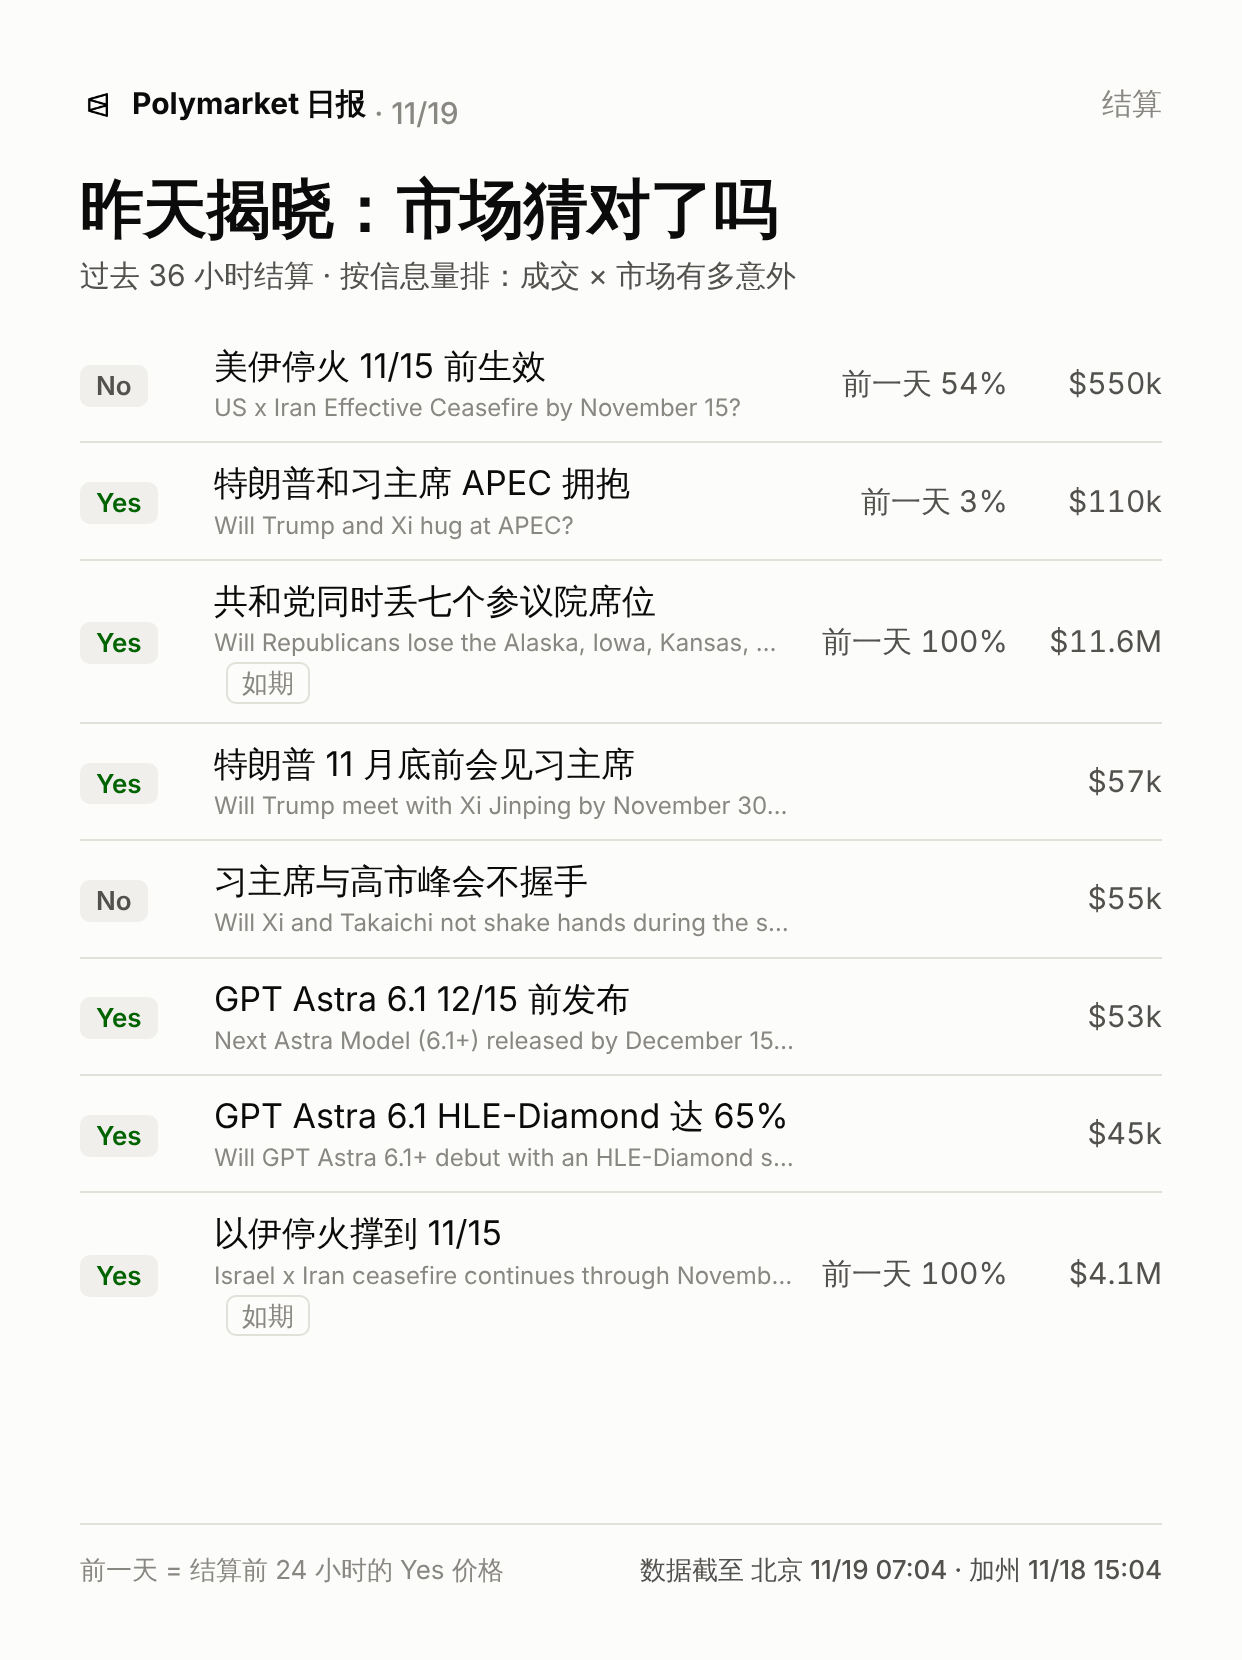 Polymarket 日报 · 11/19
结算
昨天揭晓：市场猜对了吗
过去 36 小时结算 · 按信息量排：成交 × 市场有多意外
No
美伊停火 11/15 前生效
US x Iran Effective Ceasefire by November 15?
前一天 54%
$550k
Yes
特朗普和习主席 APEC 拥抱
Will Trump and Xi hug at APEC?
前一天 3%
$110k
Yes
共和党同时丢七个参议院席位
Will Republicans lose the Alaska, Iowa, Kansas, ...
如期
前一天 100%
$11.6M
Yes
特朗普 11 月底前会见习主席
Will Trump meet with Xi Jinping by November 30...
$57k
No
习主席与高市峰会不握手
Will Xi and Takaichi not shake hands during the s...
$55k
Yes
GPT Astra 6.1 12/15 前发布
Next Astra Model (6.1+) released by December 15...
$53k
Yes
GPT Astra 6.1 HLE-Diamond 达 65%
Will GPT Astra 6.1+ debut with an HLE-Diamond s...
$45k
Yes
以伊停火撑到 11/15
Israel x Iran ceasefire continues through Novemb...
如期
前一天 100%
$4.1M
前一天 = 结算前 24 小时的 Yes 价格
数据截至 北京 11/19 07:04 · 加州 11/18 15:04